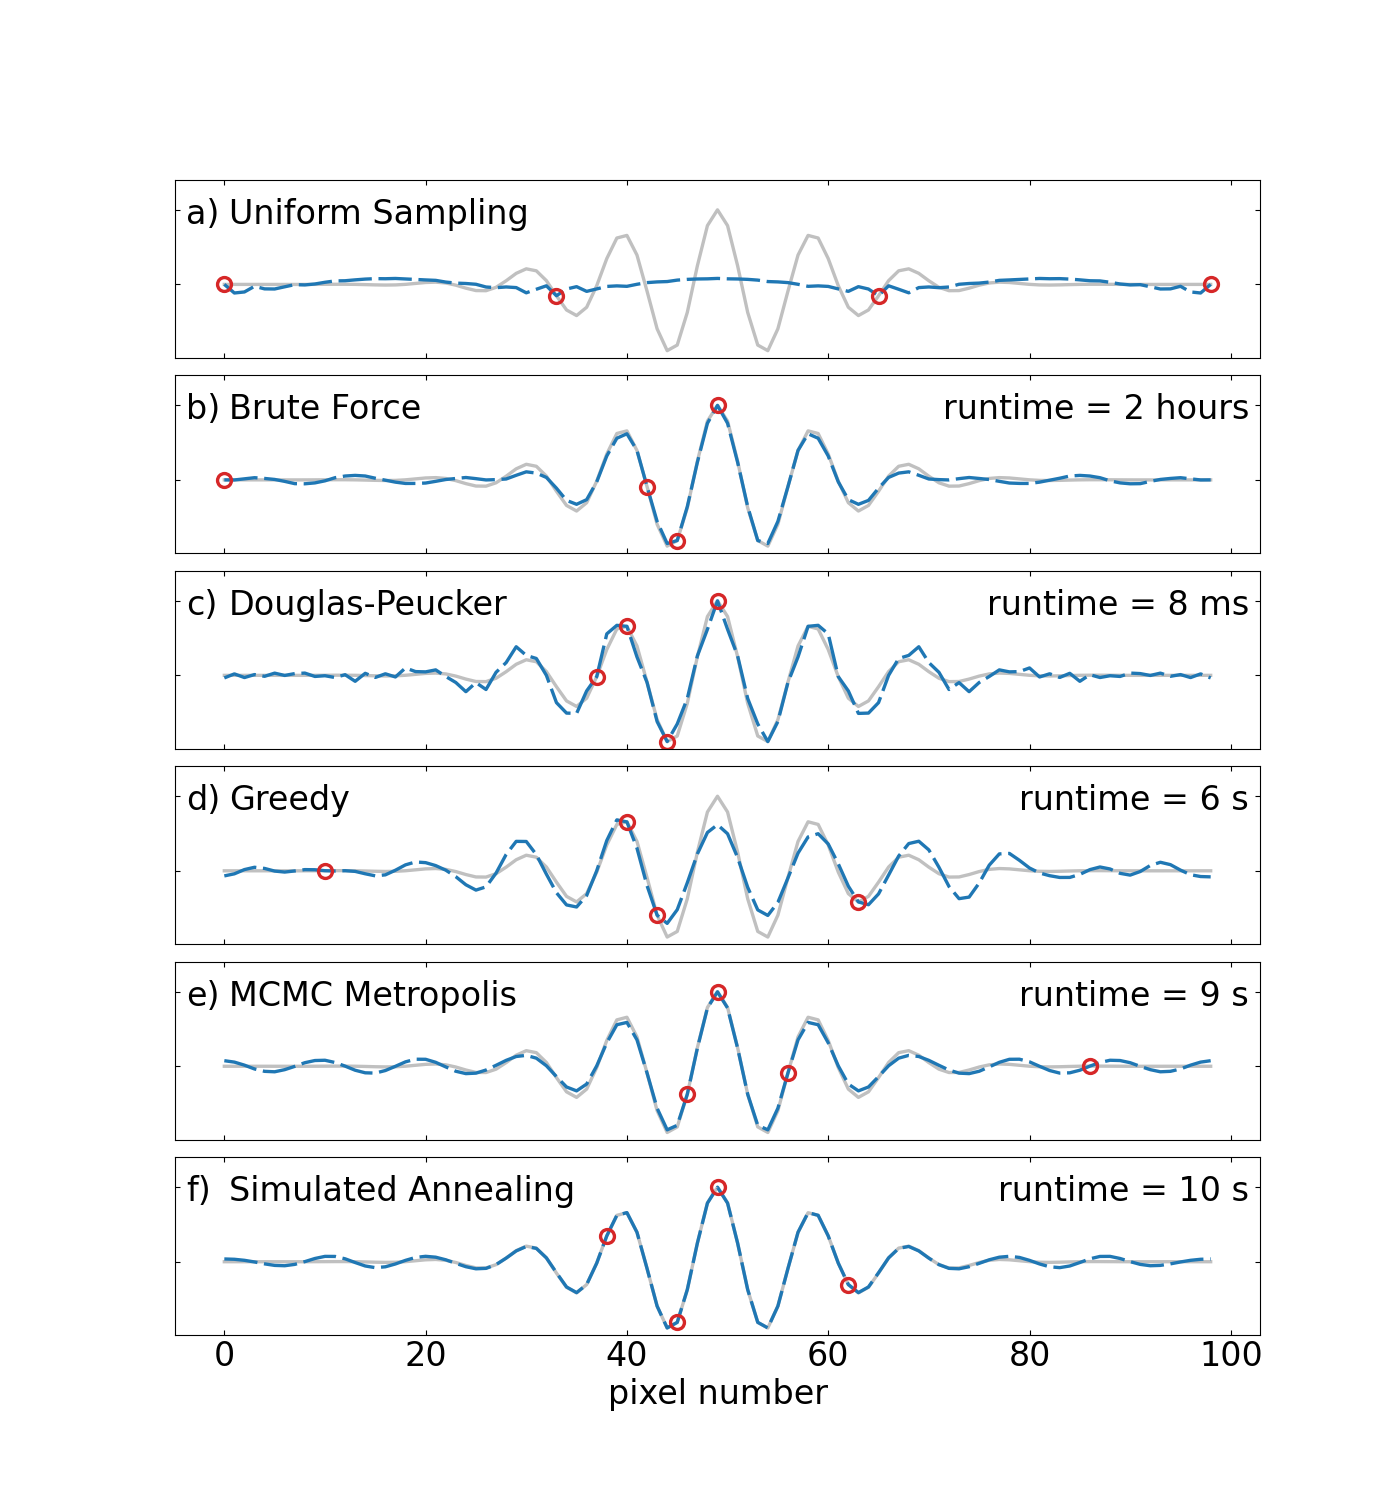 a) Uniform Sampling
b) Brute Force runtime = 2 hours
c) Douglas-Peucker runtime = 8 ms
d) Greedy runtime = 6 s
e) MCMC Metropolis runtime = 9 s
f) Simulated Annealing runtime = 10 s
0 20 40 60 80 100
pixel number